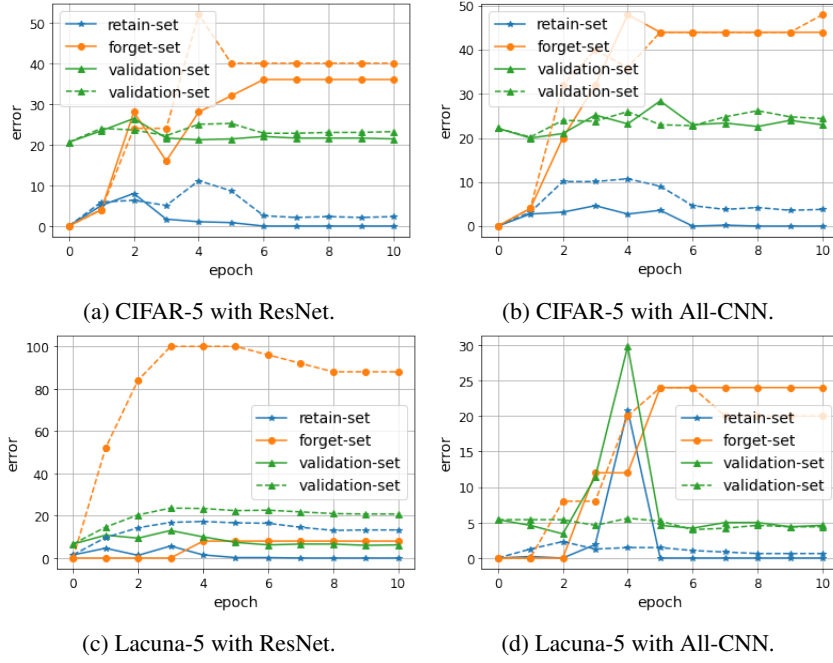 50
40
30
20
10
0
error
retain-set
forget-set
validation-set
validation-set
0 2 4 6 8 10
epoch
(a) CIFAR-5 with ResNet.
50
40
30
20
10
0
error
retain-set
forget-set
validation-set
validation-set
0 2 4 6 8 10
epoch
(b) CIFAR-5 with All-CNN.
100
80
60
40
20
0
error
retain-set
forget-set
validation-set
validation-set
0 2 4 6 8 10
epoch
(c) Lacuna-5 with ResNet.
30
25
20
15
10
5
0
error
retain-set
forget-set
validation-set
validation-set
0 2 4 6 8 10
epoch
(d) Lacuna-5 with All-CNN.